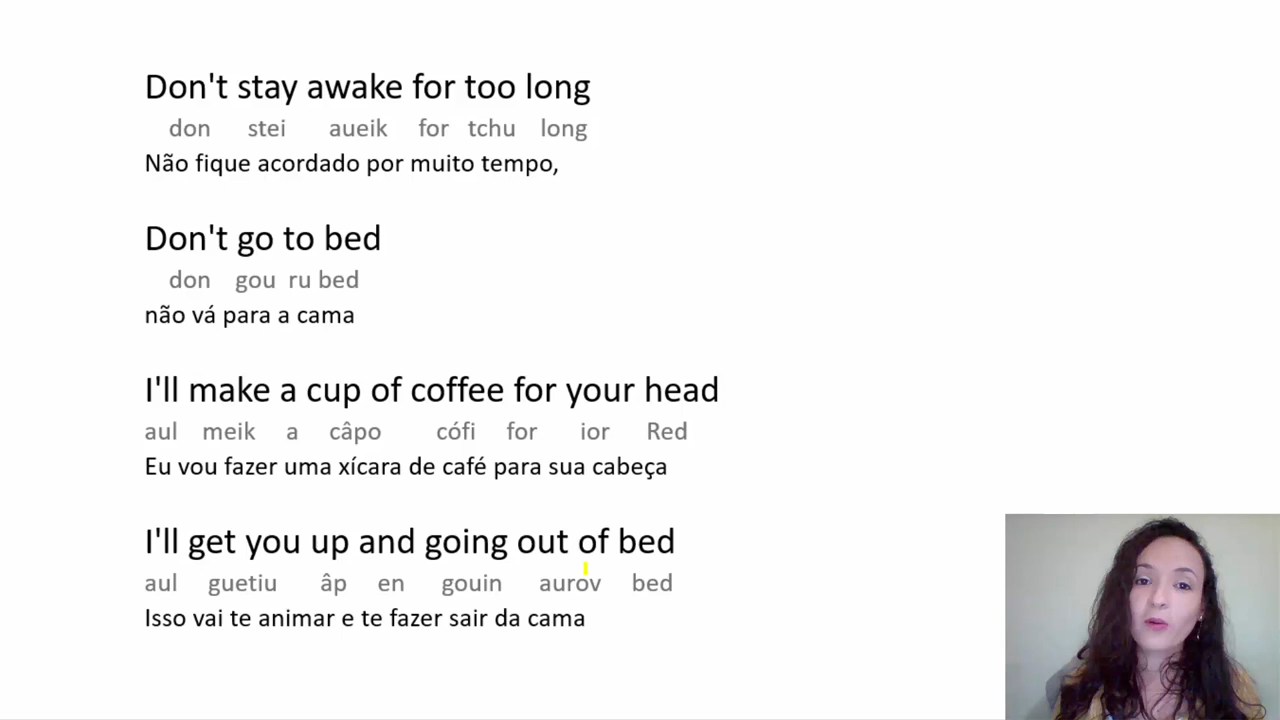 Don't stay awake for too long
don stei aueik for tchu long
Não fique acordado por muito tempo,
Don't go to bed
don gou ru bed
não vá para a cama
I'll make a cup of coffee for your head
aul meik a câpo cófi for ior Red
Eu vou fazer uma xícara de café para sua cabeça
I'll get you up and going out of bed
aul guetiu âp en gouin aurov bed
Isso vai te animar e te fazer sair da cama